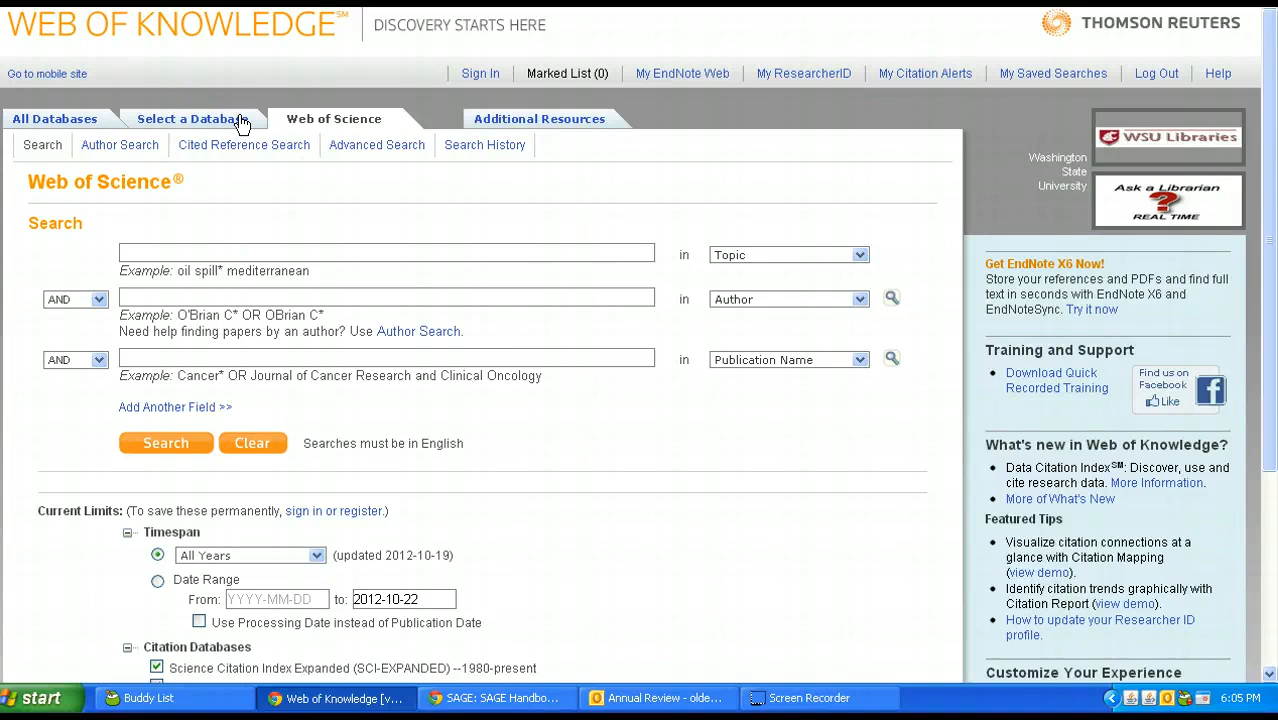 WEB OF KNOWLEDGE℠
DISCOVERY STARTS HERE
THOMSON REUTERS
Go to mobile site
Sign In
Marked List (0)
My EndNote Web
My ResearcherID
My Citation Alerts
My Saved Searches
Log Out
Help
All Databases
Select a Database
Web of Science
Additional Resources
Search
Author Search
Cited Reference Search
Advanced Search
Search History
Web of Science®
Search
in Topic
Example: oil spill* mediterranean
AND in Author
Example: O'Brian C* OR OBrian C*
Need help finding papers by an author? Use Author Search.
AND in Publication Name
Example: Cancer* OR Journal of Cancer Research and Clinical Oncology
Add Another Field >>
Search Clear Searches must be in English
Current Limits: (To save these permanently, sign in or register.)
Timespan
All Years (updated 2012-10-19)
Date Range
From: YYYY-MM-DD to: 2012-10-22
Use Processing Date instead of Publication Date
Citation Databases
Science Citation Index Expanded (SCI-EXPANDED) --1980-present
Washington
State
University
WSU Libraries
Ask a Librarian
?
REAL TIME
Get EndNote X6 Now!
Store your references and PDFs and find full
text in seconds with EndNote X6 and
EndNoteSync. Try it now
Training and Support
Download Quick
Recorded Training
Find us on
Facebook
Like
f
What's new in Web of Knowledge?
Data Citation Index℠: Discover, use and
cite research data. More Information.
More of What's New
Featured Tips
Visualize citation connections at a
glance with Citation Mapping
(view demo).
Identify citation trends graphically with
Citation Report (view demo).
How to update your Researcher ID
profile.
Customize Your Experience
start
Buddy List
Web of Knowledge [v...
SAGE: SAGE Handbo...
Annual Review - olde...
Screen Recorder
6:05 PM